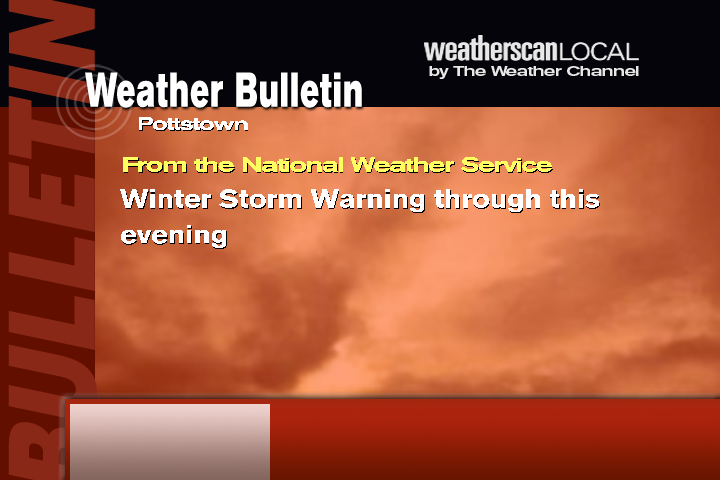 BULLETIN
weatherscanLOCAL
by The Weather Channel
Weather Bulletin
Pottstown
From the National Weather Service
Winter Storm Warning through this
evening